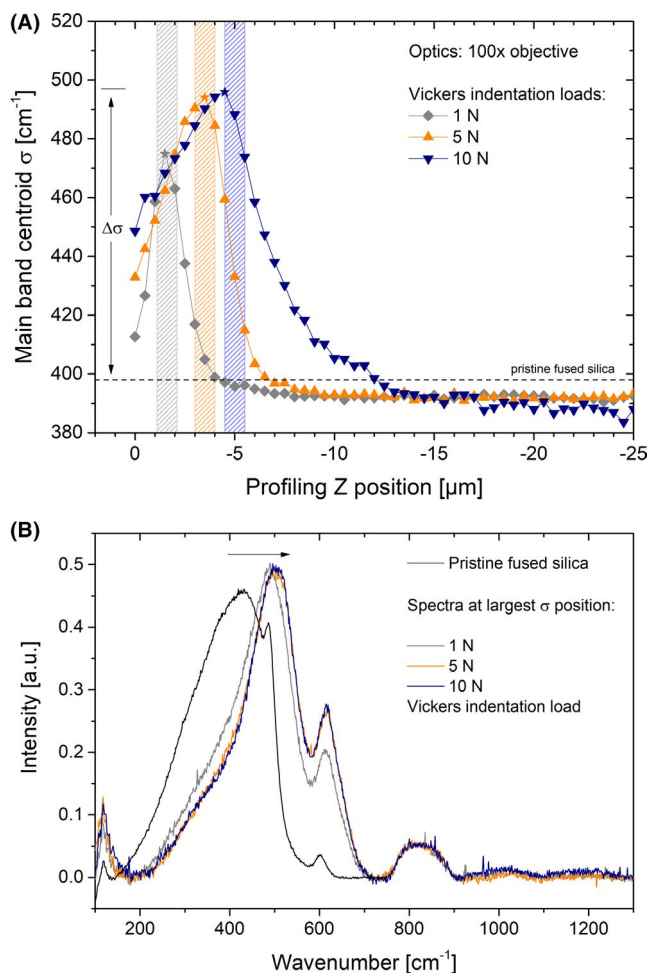 (A)
520
500
480
460
440
420
400
380
Main band centroid σ [cm⁻¹]
Δσ
Optics: 100x objective
Vickers indentation loads:
1 N
5 N
10 N
pristine fused silica
0
-5
-10
-15
-20
-25
Profiling Z position [µm]
(B)
0.5
0.4
0.3
0.2
0.1
0.0
Intensity [a.u.]
Pristine fused silica
Spectra at largest σ position:
1 N
5 N
10 N
Vickers indentation load
200
400
600
800
1000
1200
Wavenumber [cm⁻¹]